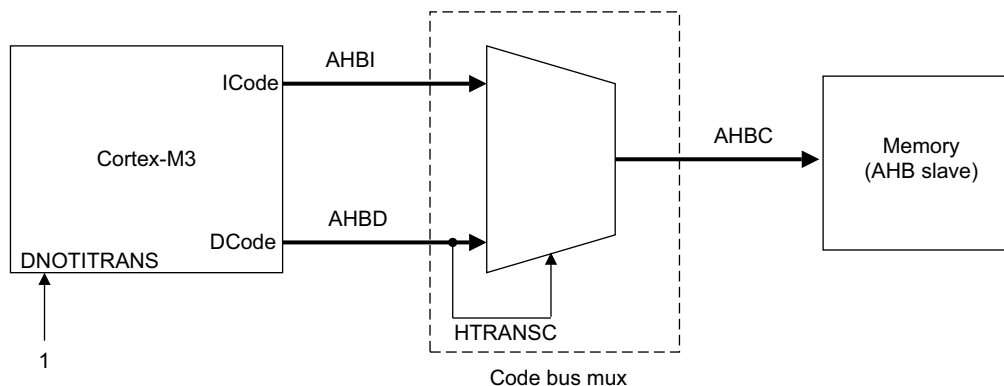 ICode
AHBI
Cortex-M3
AHBC
Memory
(AHB slave)
AHBD
DCode
DNOTITRANS
HTRANSC
1
Code bus mux